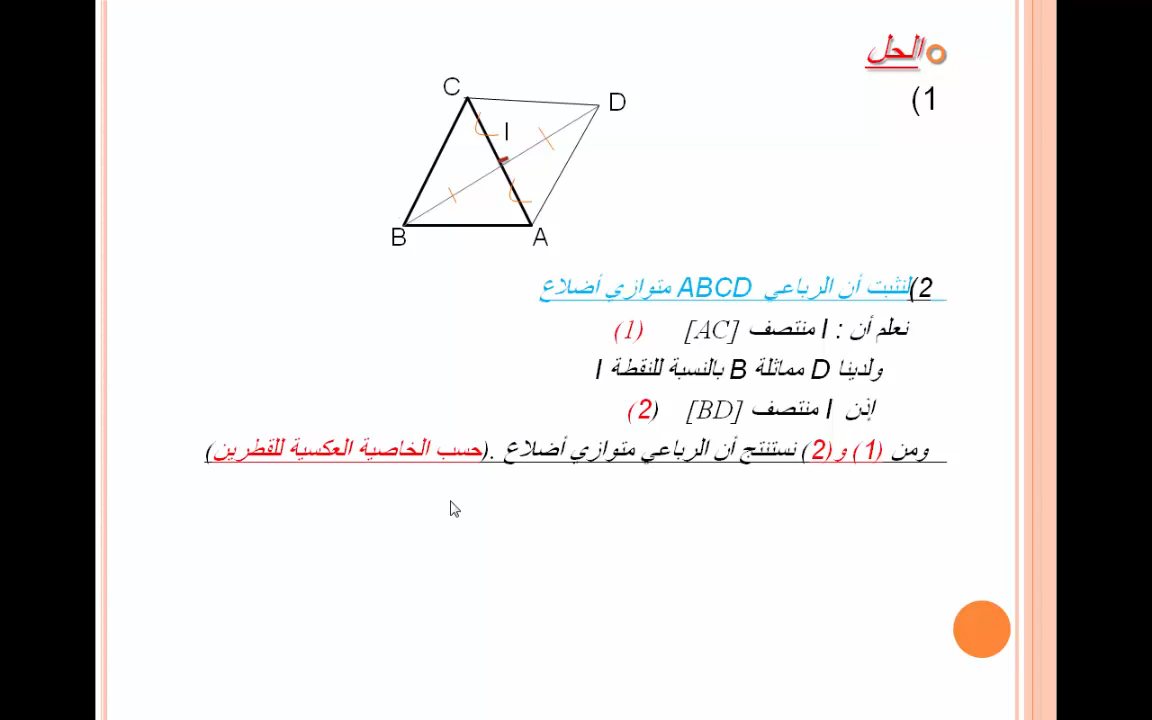 الحل
1)
C
D
I
B
A
2) لنثبت أن الرباعي ABCD متوازي أضلاع
نعلم أن : I منتصف [AC] (1)
ولدينا D مماثلة B بالنسبة للنقطة I
إذن I منتصف [BD] (2)
ومن (1) و(2) نستنتج أن الرباعي متوازي أضلاع .(حسب الخاصية العكسية للقطرين)